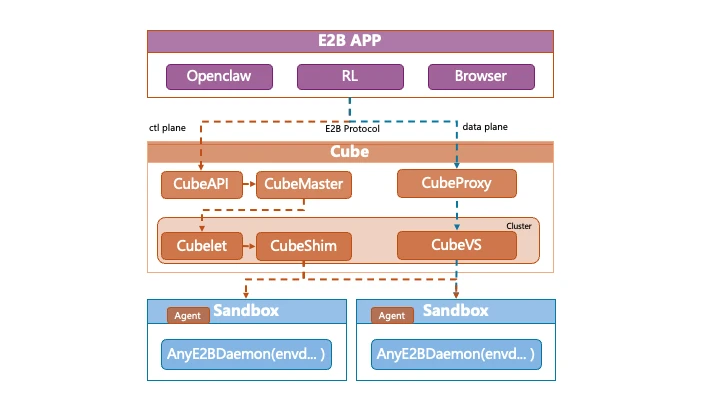 E2B APP
Openclaw
RL
Browser
ctl plane
E2B Protocol
data plane
Cube
CubeAPI
CubeMaster
CubeProxy
Cluster
Cubelet
CubeShim
CubeVS
Agent
Sandbox
Agent
Sandbox
AnyE2BDaemon(envd... )
AnyE2BDaemon(envd... )